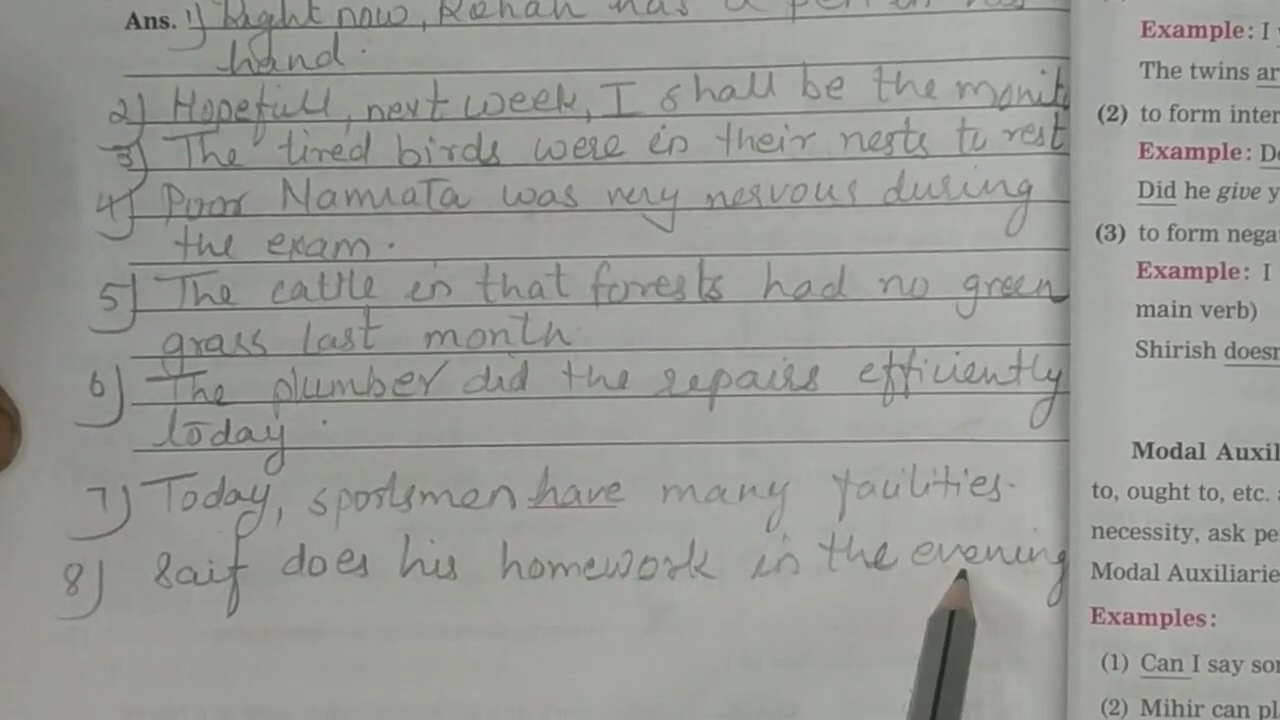 Ans. 1) Right now, Rohan has a pen in his
hand.
2) Hopefull, next week, I shall be the monit
3) The tired birds were in their nests to rest
4) Poor Namrata was very nervous during
the exam.
5) The cattle in that forests had no green
grass last month.
6) The plumber did the repairs efficiently
today.
7) Today, sportsmen have many facilities.
8) Saif does his homework in the evening
Example: I
The twins ar
(2) to form inter
Example: D
Did he give y
(3) to form nega
Example: I
main verb)
Shirish doesn
Modal Auxil
to, ought to, etc.
necessity, ask pe
Modal Auxiliarie
Examples:
(1) Can I say so
(2) Mihir can pl